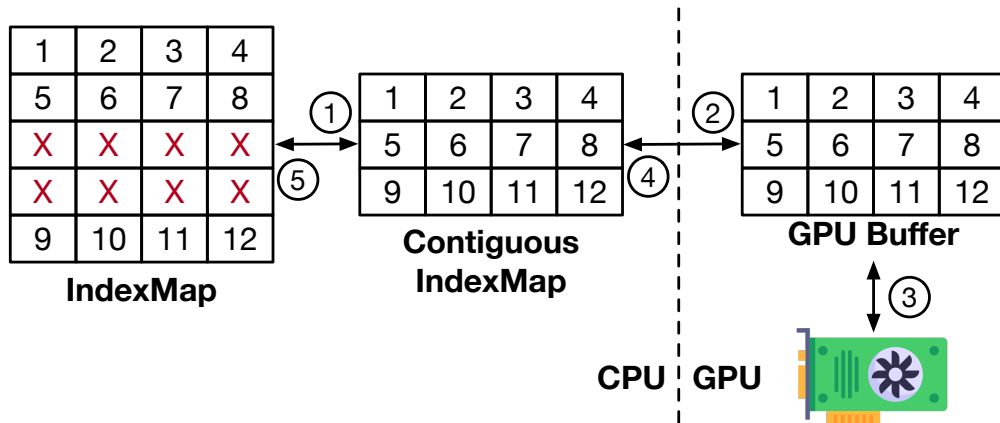 1 2 3 4
5 6 7 8
X X X X
X X X X
9 10 11 12
IndexMap
1
5
1 2 3 4
5 6 7 8
9 10 11 12
Contiguous
IndexMap
2
4
1 2 3 4
5 6 7 8
9 10 11 12
GPU Buffer
3
CPU
GPU